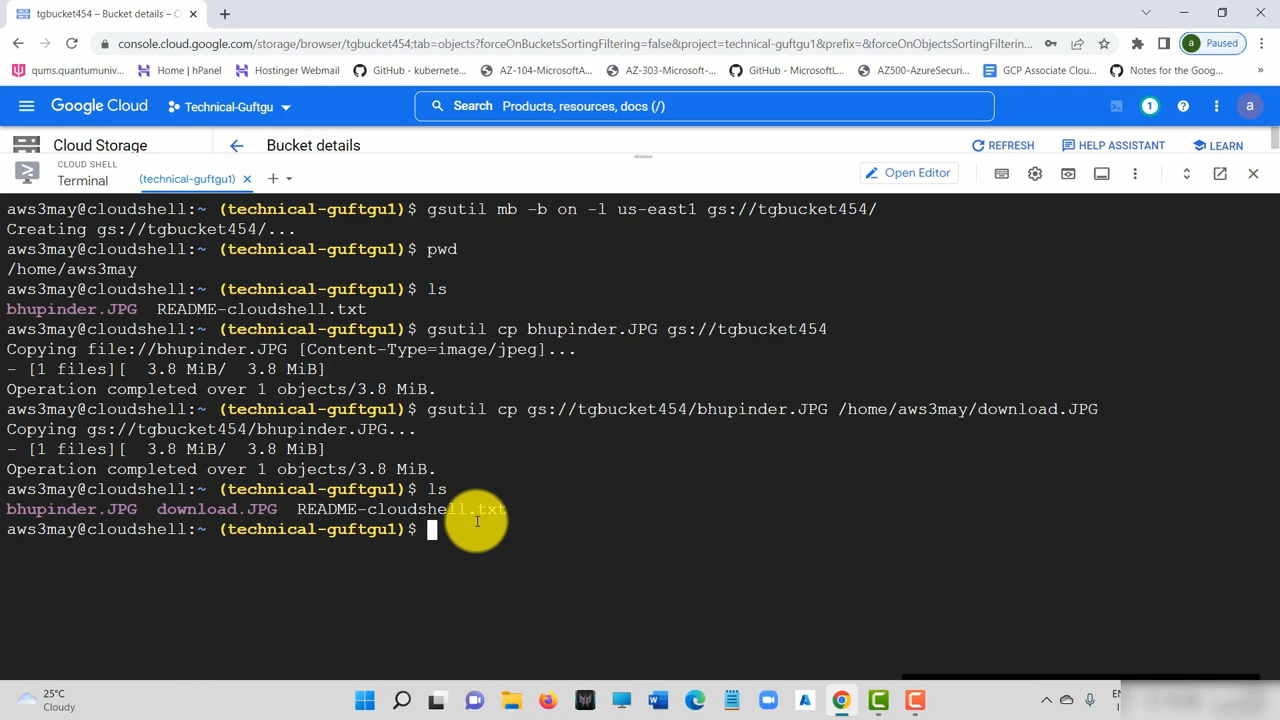 tgbucket454 – Bucket details – C
console.cloud.google.com/storage/browser/tgbucket454;tab=objects?forceOnBucketsSortingFiltering=false&project=technical-guftgu1&prefix=&forceOnObjectsSortingFilterin...
a Paused
qums.quantumuniv...
Home | hPanel
Hostinger Webmail
GitHub - kubernete...
AZ-104-MicrosoftA...
AZ-303-Microsoft-...
GitHub - MicrosoftL...
AZ500-AzureSecuri...
GCP Associate Clou...
Notes for the Goog...
»
Google Cloud
Technical-Guftgu
Search Products, resources, docs (/)
1
a
Cloud Storage
Bucket details
REFRESH
HELP ASSISTANT
LEARN
CLOUD SHELL
Terminal
(technical-guftgu1)
Open Editor
aws3may@cloudshell:~ (technical-guftgu1)$ gsutil mb -b on -l us-east1 gs://tgbucket454/
Creating gs://tgbucket454/...
aws3may@cloudshell:~ (technical-guftgu1)$ pwd
/home/aws3may
aws3may@cloudshell:~ (technical-guftgu1)$ ls
bhupinder.JPG README-cloudshell.txt
aws3may@cloudshell:~ (technical-guftgu1)$ gsutil cp bhupinder.JPG gs://tgbucket454
Copying file://bhupinder.JPG [Content-Type=image/jpeg]...
- [1 files][ 3.8 MiB/ 3.8 MiB]
Operation completed over 1 objects/3.8 MiB.
aws3may@cloudshell:~ (technical-guftgu1)$ gsutil cp gs://tgbucket454/bhupinder.JPG /home/aws3may/download.JPG
Copying gs://tgbucket454/bhupinder.JPG...
- [1 files][ 3.8 MiB/ 3.8 MiB]
Operation completed over 1 objects/3.8 MiB.
aws3may@cloudshell:~ (technical-guftgu1)$ ls
bhupinder.JPG download.JPG README-cloudshell.txt
aws3may@cloudshell:~ (technical-guftgu1)$
25°C
Cloudy